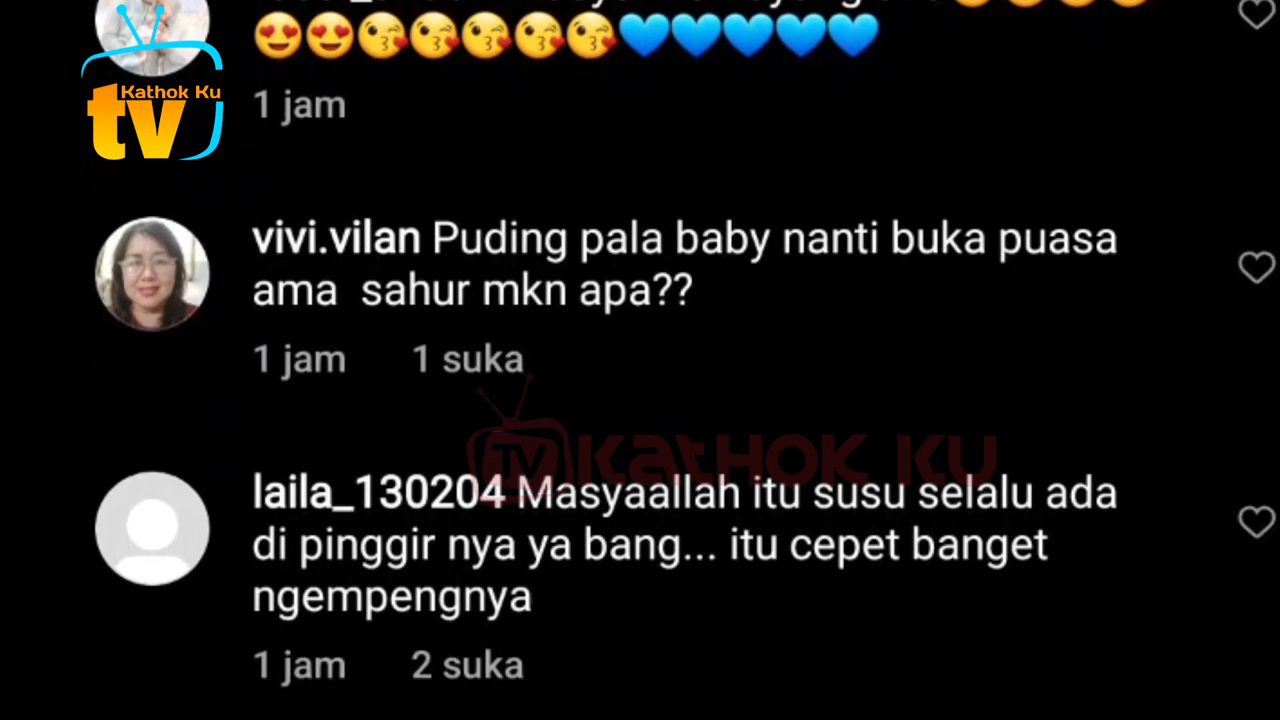 😍😍😘😘😘😘😘💙💙💙💙💙
Kathok Ku
tv
1 jam
vivi.vilan Puding pala baby nanti buka puasa
ama sahur mkn apa??
1 jam 1 suka
TV KATHOK KU
laila_130204 Masyaallah itu susu selalu ada
di pinggir nya ya bang... itu cepet banget
ngempengnya
1 jam 2 suka